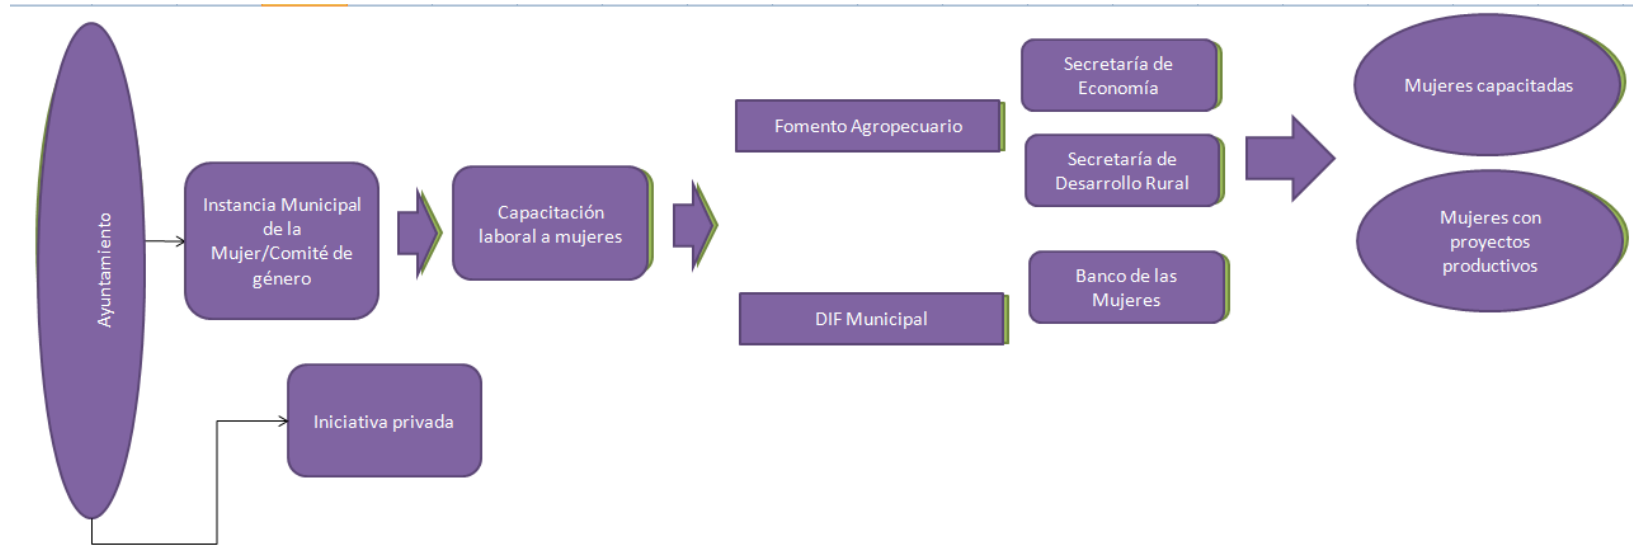 Ayuntamiento
Instancia Municipal
de la
Mujer/Comité de
género
Iniciativa privada
Capacitación
laboral a mujeres
Fomento Agropecuario
DIF Municipal
Secretaría de
Economía
Secretaría de
Desarrollo Rural
Banco de las
Mujeres
Mujeres capacitadas
Mujeres con
proyectos
productivos